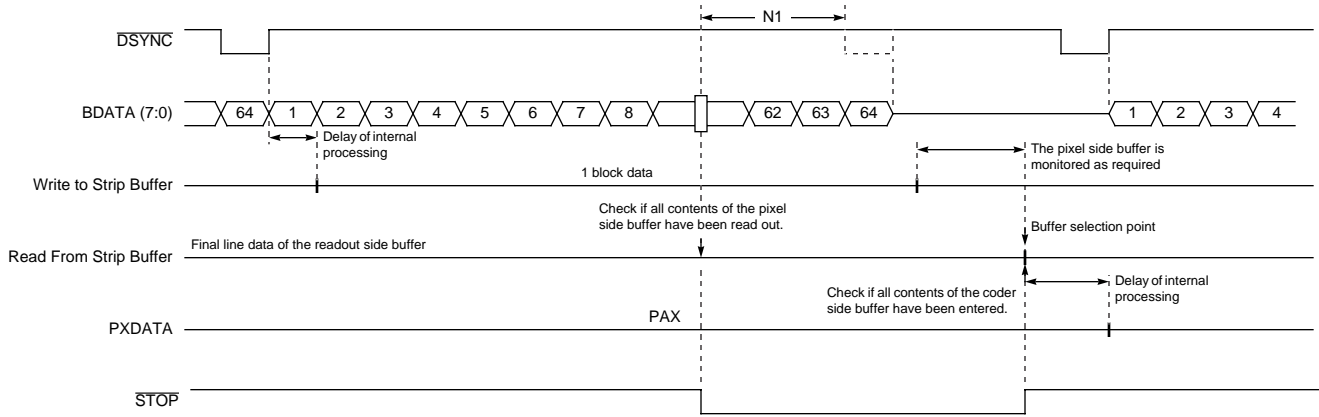 N1
DSYNC
BDATA (7:0)
64 1 2 3 4 5 6 7 8 62 63 64 1 2 3 4
Delay of internal
processing
The pixel side buffer is
monitored as required
Write to Strip Buffer
1 block data
Check if all contents of the pixel
side buffer have been read out.
Buffer selection point
Read From Strip Buffer
Final line data of the readout side buffer
Check if all contents of the coder
side buffer have been entered.
Delay of internal
processing
PXDATA
PAX
STOP